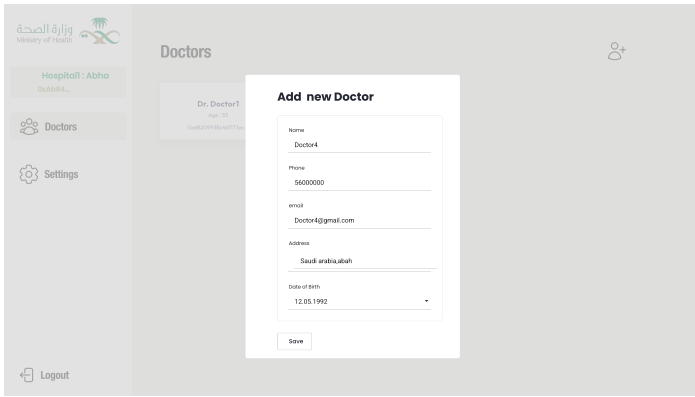 وزارة الصحة
Ministry of Health
Hospital1 : Abha
Doctors
Settings
Logout
Doctors
Dr. Doctor1
Add new Doctor
Name
Doctor4
Phone
56000000
email
Doctor4@gmail.com
Address
Saudi arabia,abah
Date of Birth
12.05.1992
Save